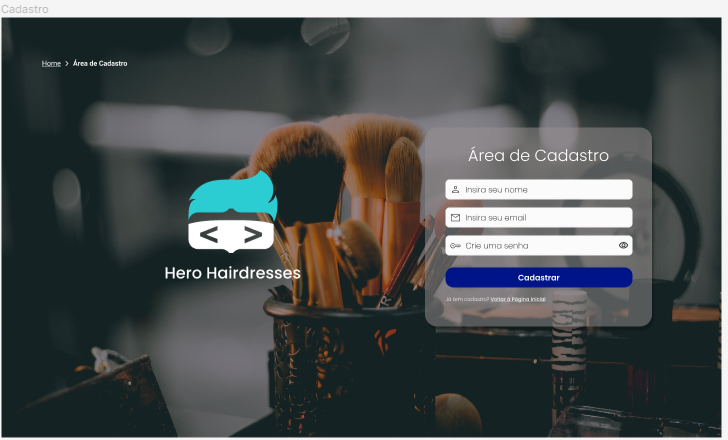 Cadastro
Home > Área de Cadastro
Área de Cadastro
Insira seu nome
Insira seu email
Crie uma senha
Cadastrar
Já tem cadastro? Voltar à Página Inicial
< >
Hero Hairdresses